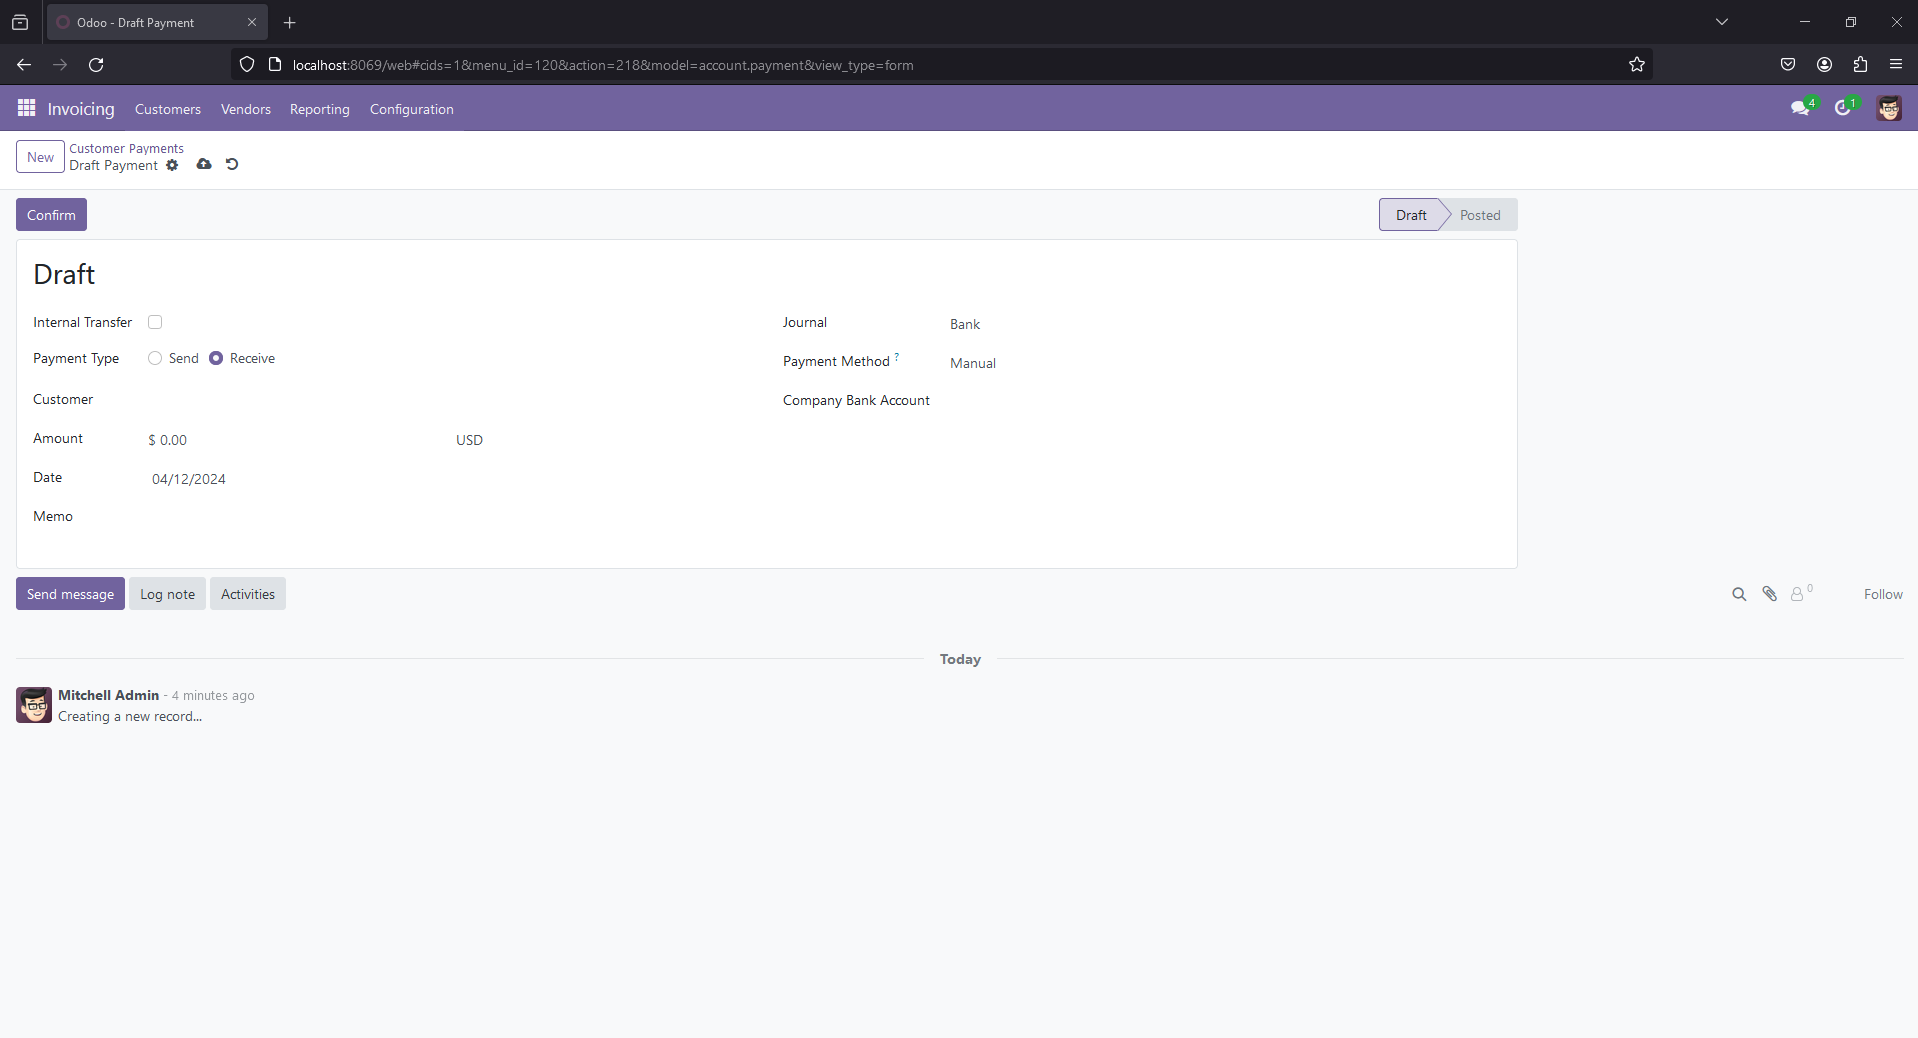 Odoo - Draft Payment
localhost:8069/web#cids=1&menu_id=120&action=218&model=account.payment&view_type=form
Invoicing Customers Vendors Reporting Configuration 4 1
New Customer Payments
Draft Payment
Confirm Draft Posted
Draft
Internal Transfer Journal Bank
Payment Type Send Receive Payment Method ? Manual
Customer Company Bank Account
Amount $ 0.00 USD
Date 04/12/2024
Memo
Send message Log note Activities 0 Follow
Today
Mitchell Admin - 4 minutes ago
Creating a new record...